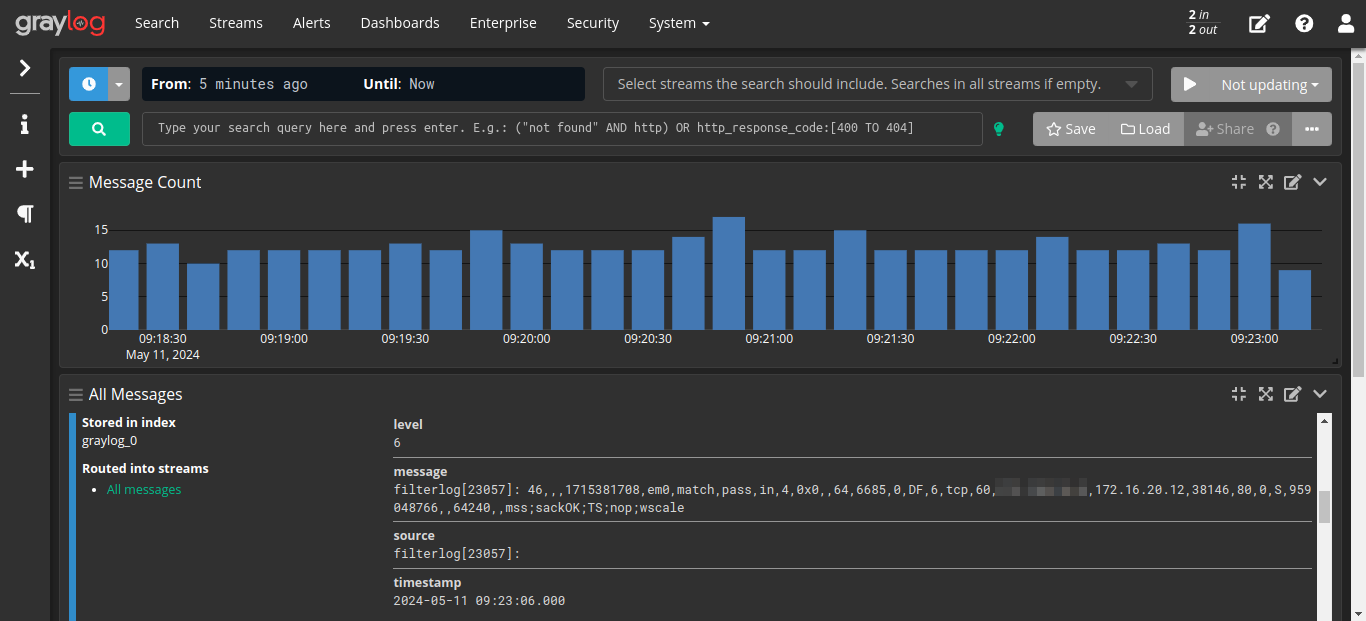 graylog Search Streams Alerts Dashboards Enterprise Security System
2 in
2 out
From: 5 minutes ago Until: Now
Select streams the search should include. Searches in all streams if empty.
Not updating
Type your search query here and press enter. E.g.: ("not found" AND http) OR http_response_code:[400 TO 404]
Save Load Share
Message Count
15
10
5
0
09:18:30 09:19:00 09:19:30 09:20:00 09:20:30 09:21:00 09:21:30 09:22:00 09:22:30 09:23:00
May 11, 2024
All Messages
Stored in index
graylog_0
Routed into streams
All messages
level
6
message
filterlog[23057]: 46,,,1715381708,em0,match,pass,in,4,0x0,,64,6685,0,DF,6,tcp,60, ,172.16.20.12,38146,80,0,S,959
048766,,64240,,mss;sackOK;TS;nop;wscale
source
filterlog[23057]:
timestamp
2024-05-11 09:23:06.000